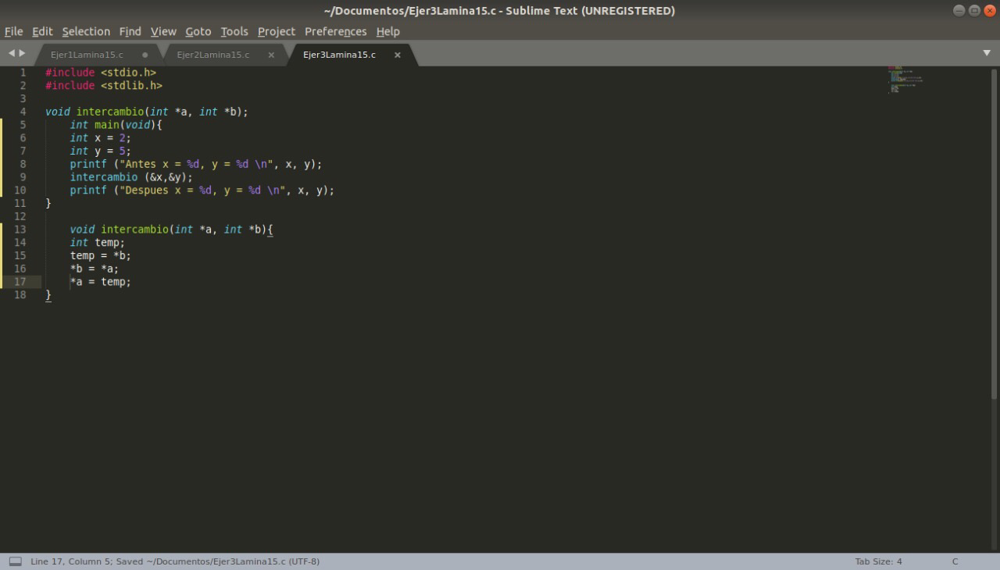 ~/Documentos/Ejer3Lamina15.c - Sublime Text (UNREGISTERED)
File Edit Selection Find View Goto Tools Project Preferences Help
Ejer1Lamina15.c Ejer2Lamina15.c Ejer3Lamina15.c
1 #include <stdio.h>
2 #include <stdlib.h>
3
4 void intercambio(int *a, int *b);
5 int main(void){
6 int x = 2;
7 int y = 5;
8 printf ("Antes x = %d, y = %d \n", x, y);
9 intercambio (&x,&y);
10 printf ("Despues x = %d, y = %d \n", x, y);
11 }
12
13 void intercambio(int *a, int *b){
14 int temp;
15 temp = *b;
16 *b = *a;
17 *a = temp;
18 }
Line 17, Column 5; Saved ~/Documentos/Ejer3Lamina15.c (UTF-8) Tab Size: 4 C